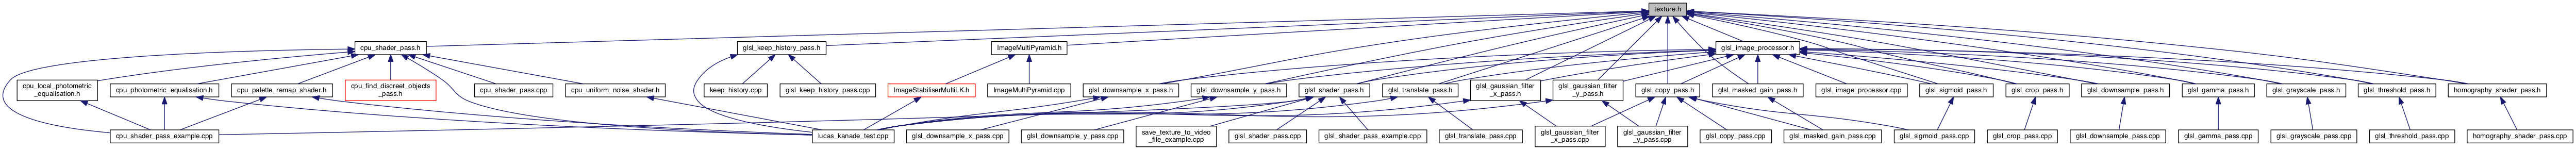 texture.h
cpu_shader_pass.h
glsl_keep_history_pass.h
ImageMultiPyramid.h
glsl_image_processor.h
cpu_local_photometric
_equalisation.h
cpu_photometric_equalisation.h
cpu_palette_remap_shader.h
cpu_find_discreet_objects
_pass.h
cpu_shader_pass.cpp
cpu_uniform_noise_shader.h
keep_history.cpp
glsl_keep_history_pass.cpp
ImageStabiliserMultiLK.h
ImageMultiPyramid.cpp
glsl_downsample_x_pass.h
glsl_downsample_y_pass.h
glsl_shader_pass.h
glsl_translate_pass.h
glsl_gaussian_filter
_x_pass.h
glsl_gaussian_filter
_y_pass.h
glsl_copy_pass.h
glsl_masked_gain_pass.h
glsl_image_processor.cpp
glsl_sigmoid_pass.h
glsl_crop_pass.h
glsl_downsample_pass.h
glsl_gamma_pass.h
glsl_grayscale_pass.h
glsl_threshold_pass.h
homography_shader_pass.h
cpu_shader_pass_example.cpp
lucas_kanade_test.cpp
glsl_downsample_x_pass.cpp
glsl_downsample_y_pass.cpp
save_texture_to_video
_file_example.cpp
glsl_shader_pass.cpp
glsl_shader_pass_example.cpp
glsl_translate_pass.cpp
glsl_gaussian_filter
_x_pass.cpp
glsl_gaussian_filter
_y_pass.cpp
glsl_copy_pass.cpp
glsl_masked_gain_pass.cpp
glsl_sigmoid_pass.cpp
glsl_crop_pass.cpp
glsl_downsample_pass.cpp
glsl_gamma_pass.cpp
glsl_grayscale_pass.cpp
glsl_threshold_pass.cpp
homography_shader_pass.cpp